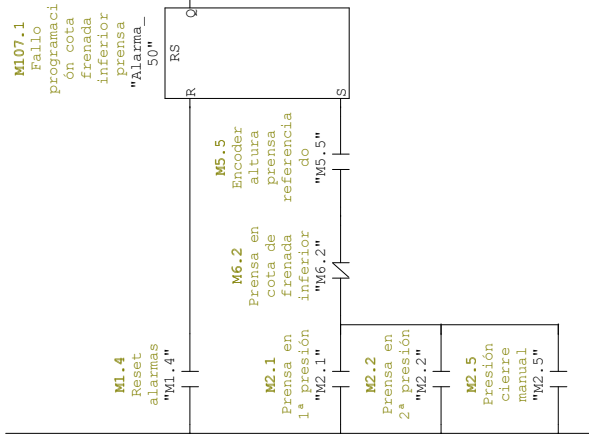 M107.1
Fallo
programaci
ón cota
frenada
inferior
prensa
"Alarma_
50"
RS
R
Q
S
M1.4
Reset
alarmas
"M1.4"
M2.1
Prensa en
1ª presión
"M2.1"
M6.2
Prensa en
cota de
frenada
inferior
"M6.2"
M5.5
Encoder
altura
prensa
referencia
do
"M5.5"
M2.2
Prensa en
2ª presión
"M2.2"
M2.5
Presión
cierre
manual
"M2.5"